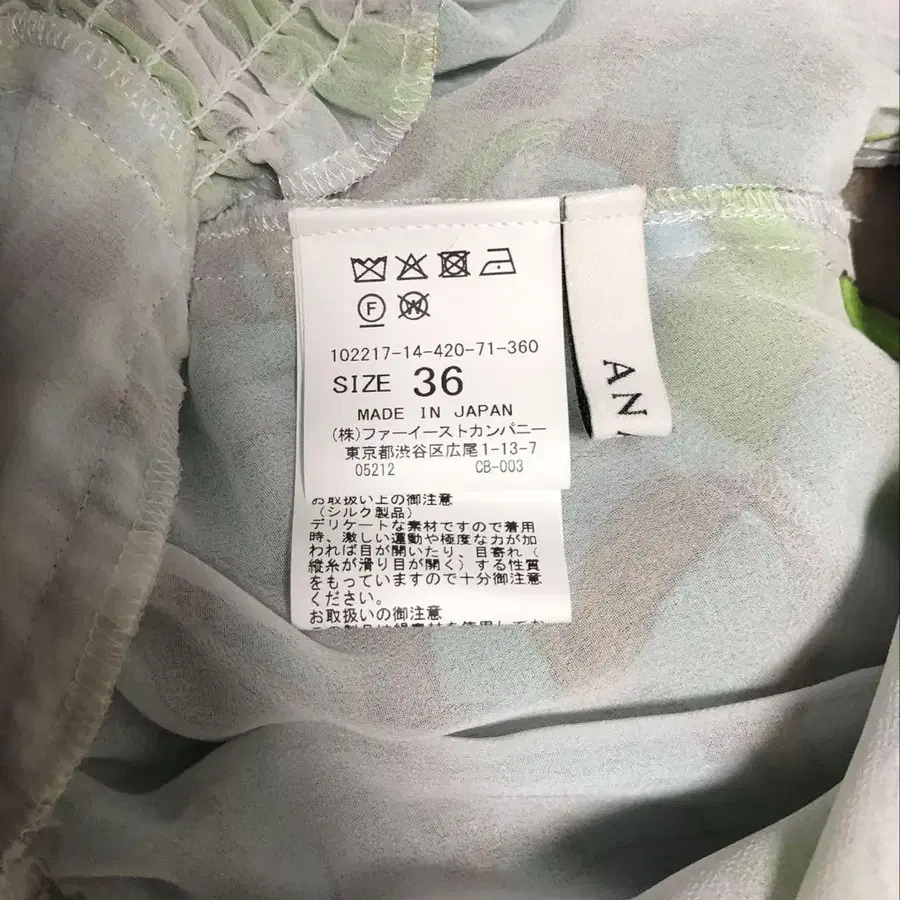 F W
102217-14-420-71-360
SIZE 36
MADE IN JAPAN
(株)ファーイーストカンパニー
東京都渋谷区広尾1-13-7
05212 CB-003
お取扱い上の御注意
(シルク製品)
デリケートな素材ですので着用
時、激しい運動や極度な力が加
われば目が開いたり、目寄れ(
縦糸が滑り目が開く)する性質
をもっていますので十分御注意
ください。
お取扱いの御注意
AN